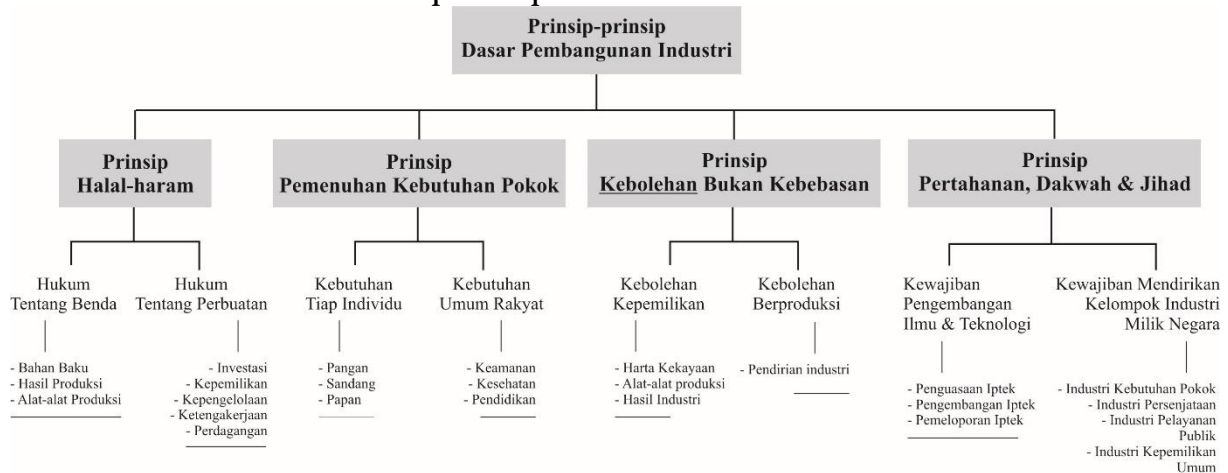 Prinsip-prinsip
Dasar Pembangunan Industri
Prinsip
Halal-haram
Prinsip
Pemenuhan Kebutuhan Pokok
Prinsip
Kebolehan Bukan Kebebasan
Prinsip
Pertahanan, Dakwah & Jihad
Hukum
Tentang Benda
Hukum
Tentang Perbuatan
Kebutuhan
Tiap Individu
Kebutuhan
Umum Rakyat
Kebolehan
Kepemilikan
Kebolehan
Berproduksi
Kewajiban
Pengembangan
Ilmu & Teknologi
Kewajiban Mendirikan
Kelompok Industri
Milik Negara
- Bahan Baku
- Hasil Produksi
- Alat-alat Produksi
- Investasi
- Kepemilikan
- Kepengelolaan
- Ketengakerjaan
- Perdagangan
- Pangan
- Sandang
- Papan
- Keamanan
- Kesehatan
- Pendidikan
- Harta Kekayaan
- Alat-alat produksi
- Hasil Industri
- Pendirian industri
- Penguasaan Iptek
- Pengembangan Iptek
- Pemeloporan Iptek
- Industri Kebutuhan Pokok
- Industri Persenjataan
- Industri Pelayanan
Publik
- Industri Kepemilikan
Umum